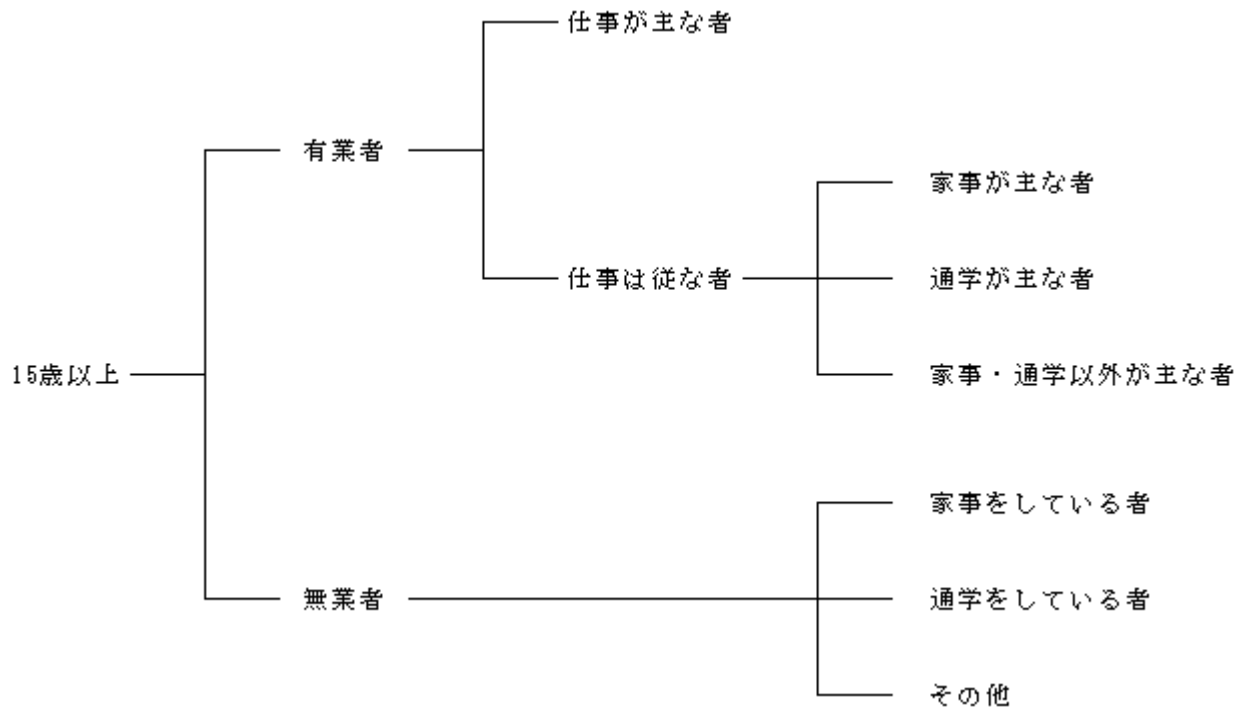 仕事が主な者
有業者
家事が主な者
仕事は従な者
通学が主な者
15歳以上
家事・通学以外が主な者
家事をしている者
無業者
通学をしている者
その他